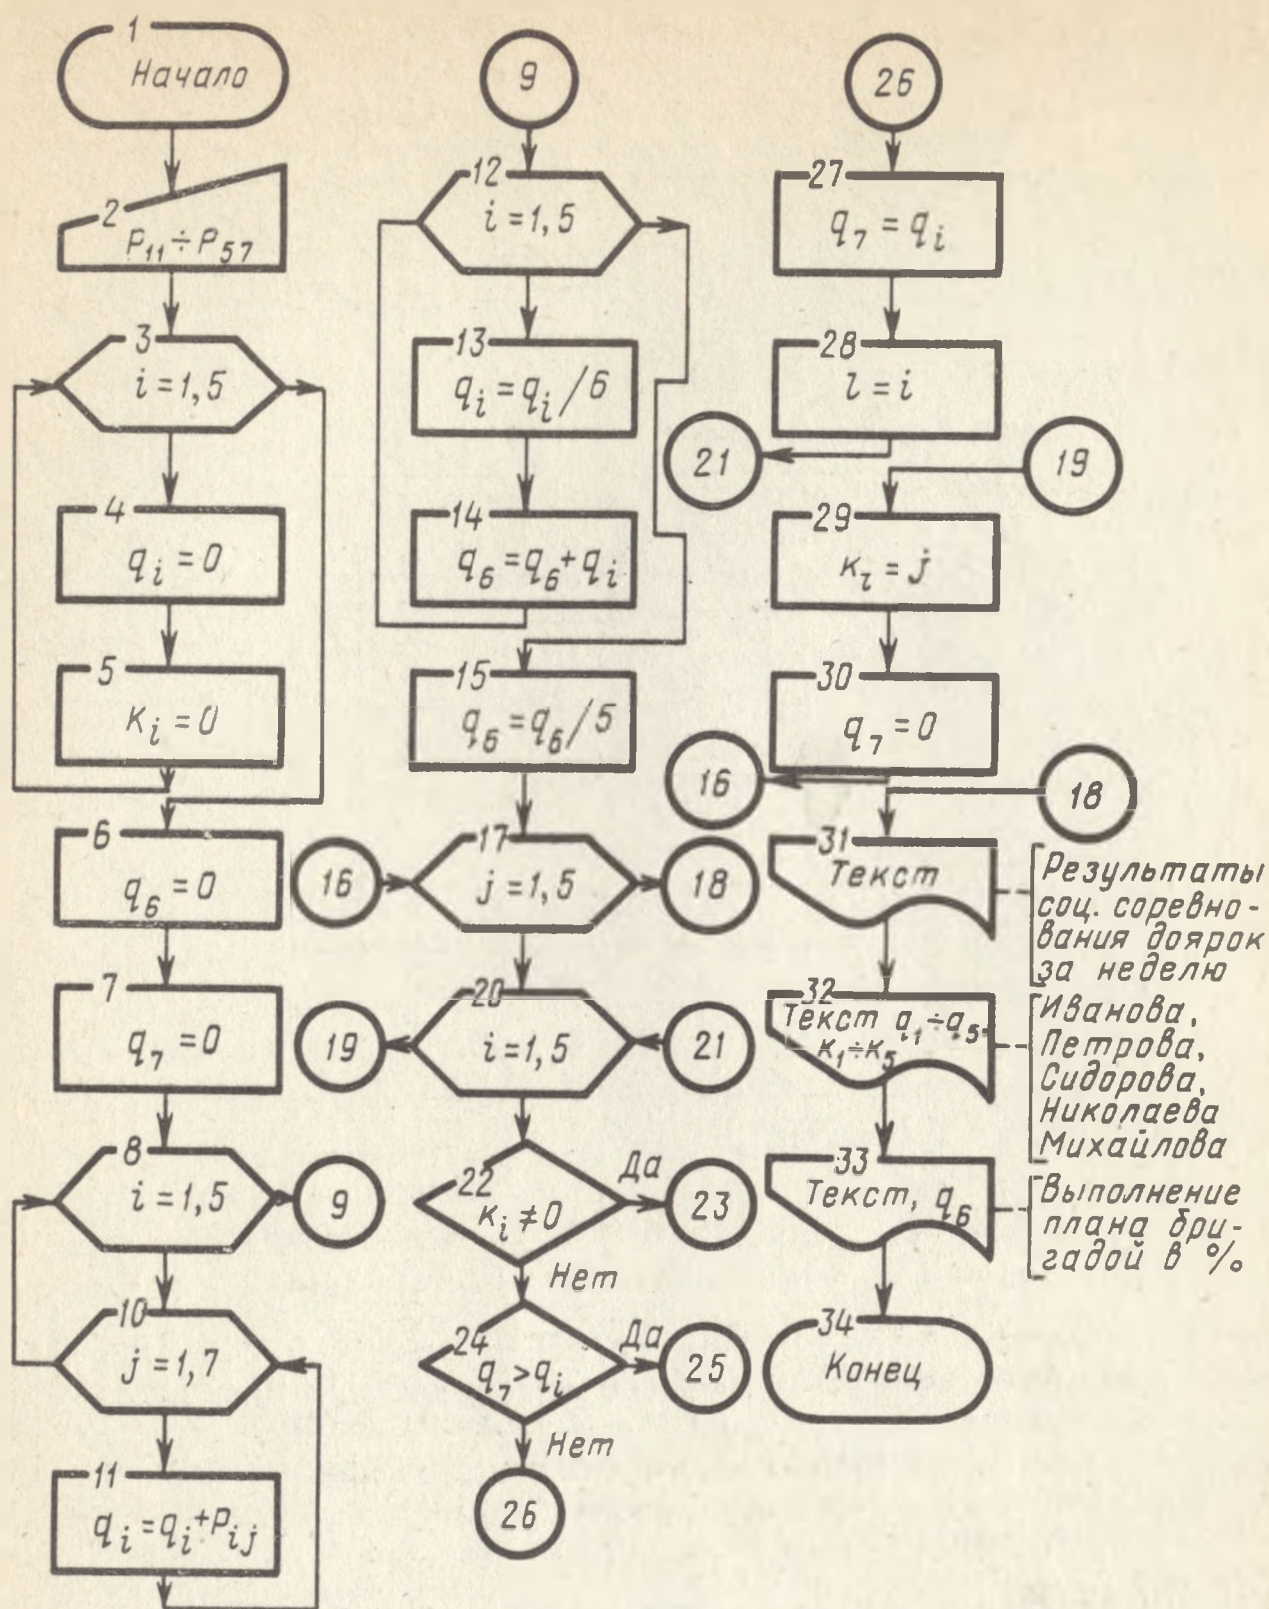 1
Начало
2
P₁₁ ÷ P₅₇
3
i = 1, 5
4
qᵢ = 0
5
кᵢ = 0
6
q₆ = 0
7
q₇ = 0
8
i = 1, 5
9
10
j = 1, 7
11
qᵢ = qᵢ + Pᵢⱼ
9
12
i = 1, 5
13
qᵢ = qᵢ / 6
14
q₆ = q₆ + qᵢ
15
q₆ = q₆ / 5
16
17
j = 1, 5
18
19
20
i = 1, 5
21
22
кᵢ ≠ 0
Да
23
Нет
24
q₇ > qᵢ
Да
25
Нет
26
26
27
q₇ = qᵢ
28
l = i
21
19
29
кₗ = j
30
q₇ = 0
16
18
31
Текст
Результаты
соц. соревно-
вания доярок
за неделю
32
Текст q₁ ÷ q₅,
к₁ ÷ к₅
Иванова,
Петрова,
Сидорова,
Николаева
Михайлова
33
Текст, q₆
Выполнение
плана бри-
гадой в %
34
Конец